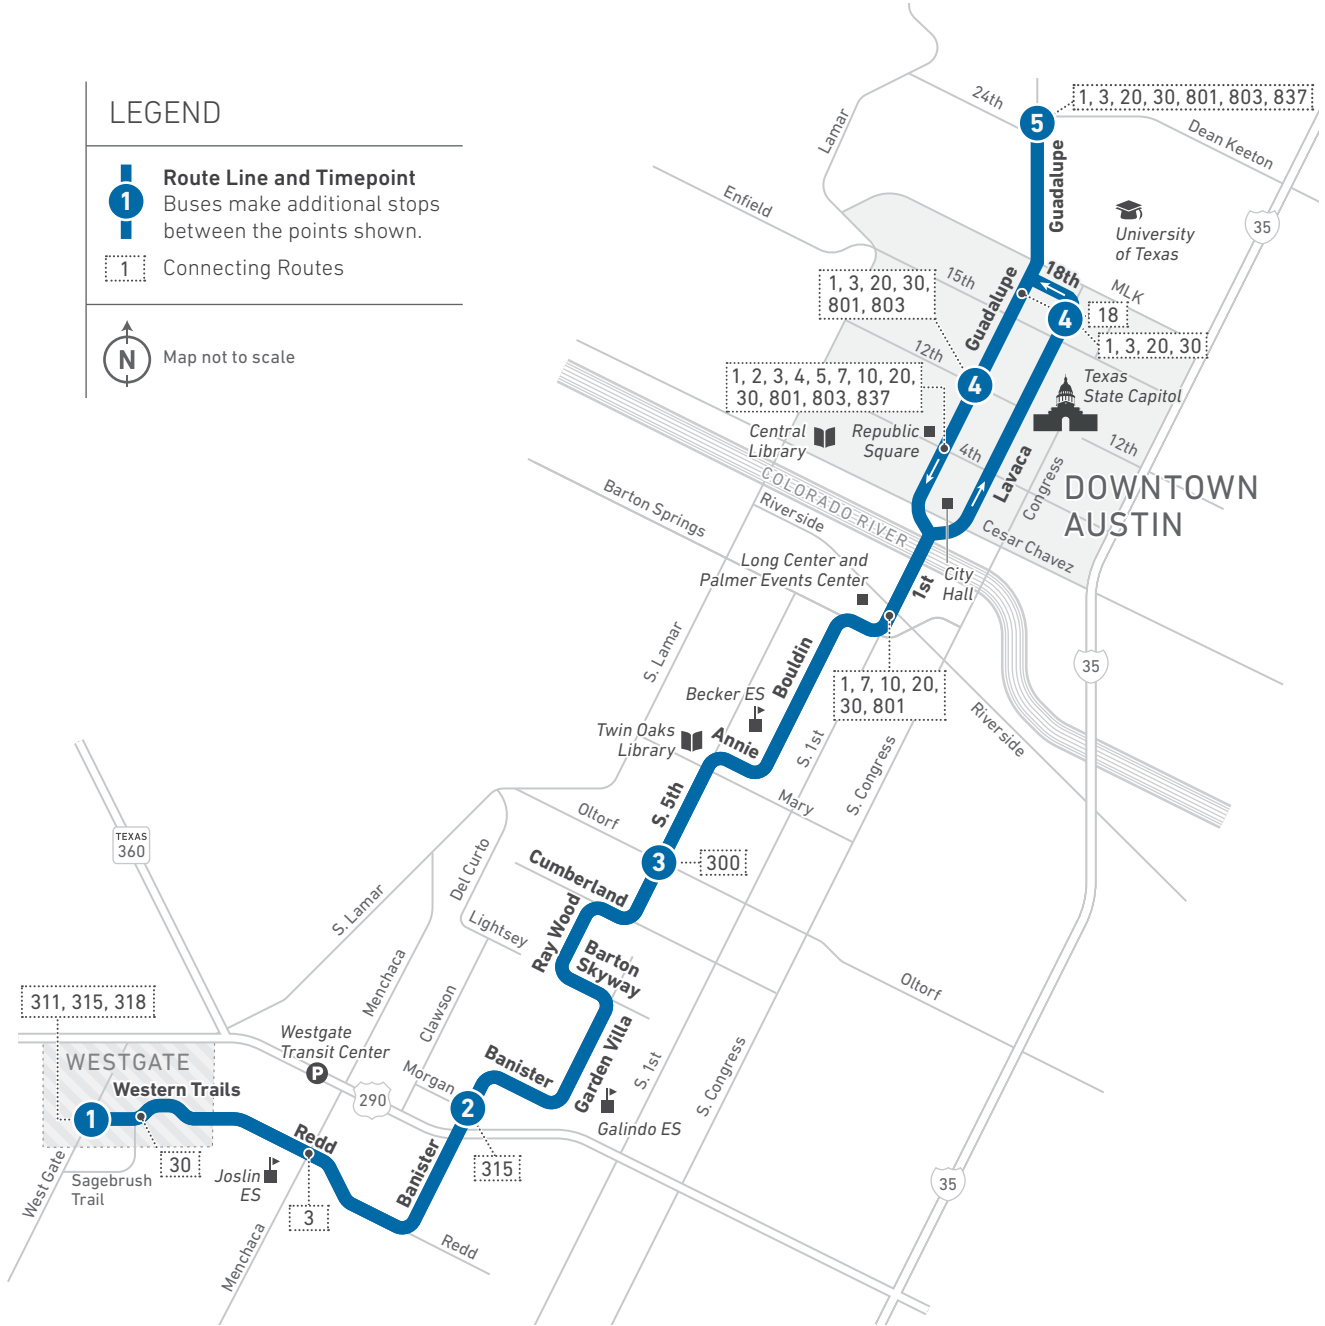 LEGEND
1
Route Line and Timepoint
Buses make additional stops
between the points shown.
1
Connecting Routes
N
Map not to scale
24th
5
1, 3, 20, 30, 801, 803, 837
Dean Keeton
Lamar
Guadalupe
Enfield
35
University
of Texas
18th
MLK
15th
1, 3, 20, 30,
801, 803
Guadalupe
4
18
1, 3, 20, 30
12th
1, 2, 3, 4, 5, 7, 10, 20,
30, 801, 803, 837
4
Texas
State Capitol
Central
Library
Republic
Square
4th
12th
Lavaca
Congress
DOWNTOWN
AUSTIN
COLORADO RIVER
Riverside
Barton Springs
Cesar Chavez
Long Center and
Palmer Events Center
City
Hall
1st
S. Lamar
Bouldin
35
1, 7, 10, 20,
30, 801
Becker ES
Riverside
Twin Oaks
Library
Annie
S. 1st
S. Congress
Mary
S. 5th
Oltorf
TEXAS
360
3
300
Del Curto
Cumberland
S. Lamar
Ray Wood
Lightsey
Barton
Skyway
Menchaca
Oltorf
311, 315, 318
Clawson
Westgate
Transit Center
P
Garden Villa
S. 1st
S. Congress
WESTGATE
Western Trails
Banister
Morgan
290
1
2
Galindo ES
Redd
Banister
315
30
Joslin
ES
Sagebrush
Trail
West Gate
3
35
Menchaca
Redd